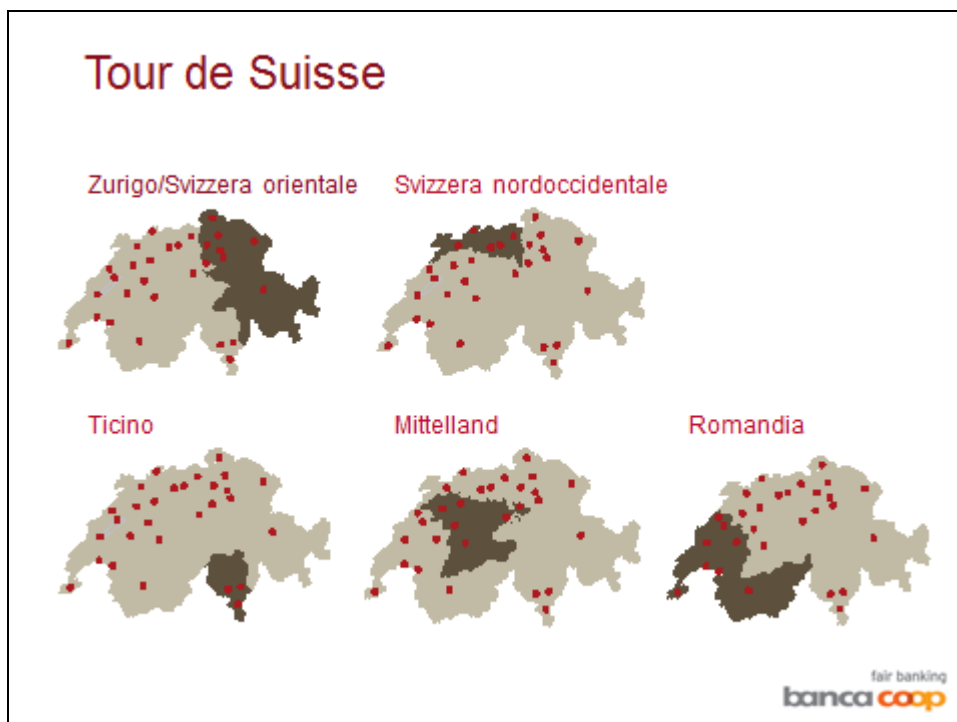 Tour de Suisse
Zurigo/Svizzera orientale
Svizzera nordoccidentale
Ticino
Mittelland
Romandia
fair banking
banca coop